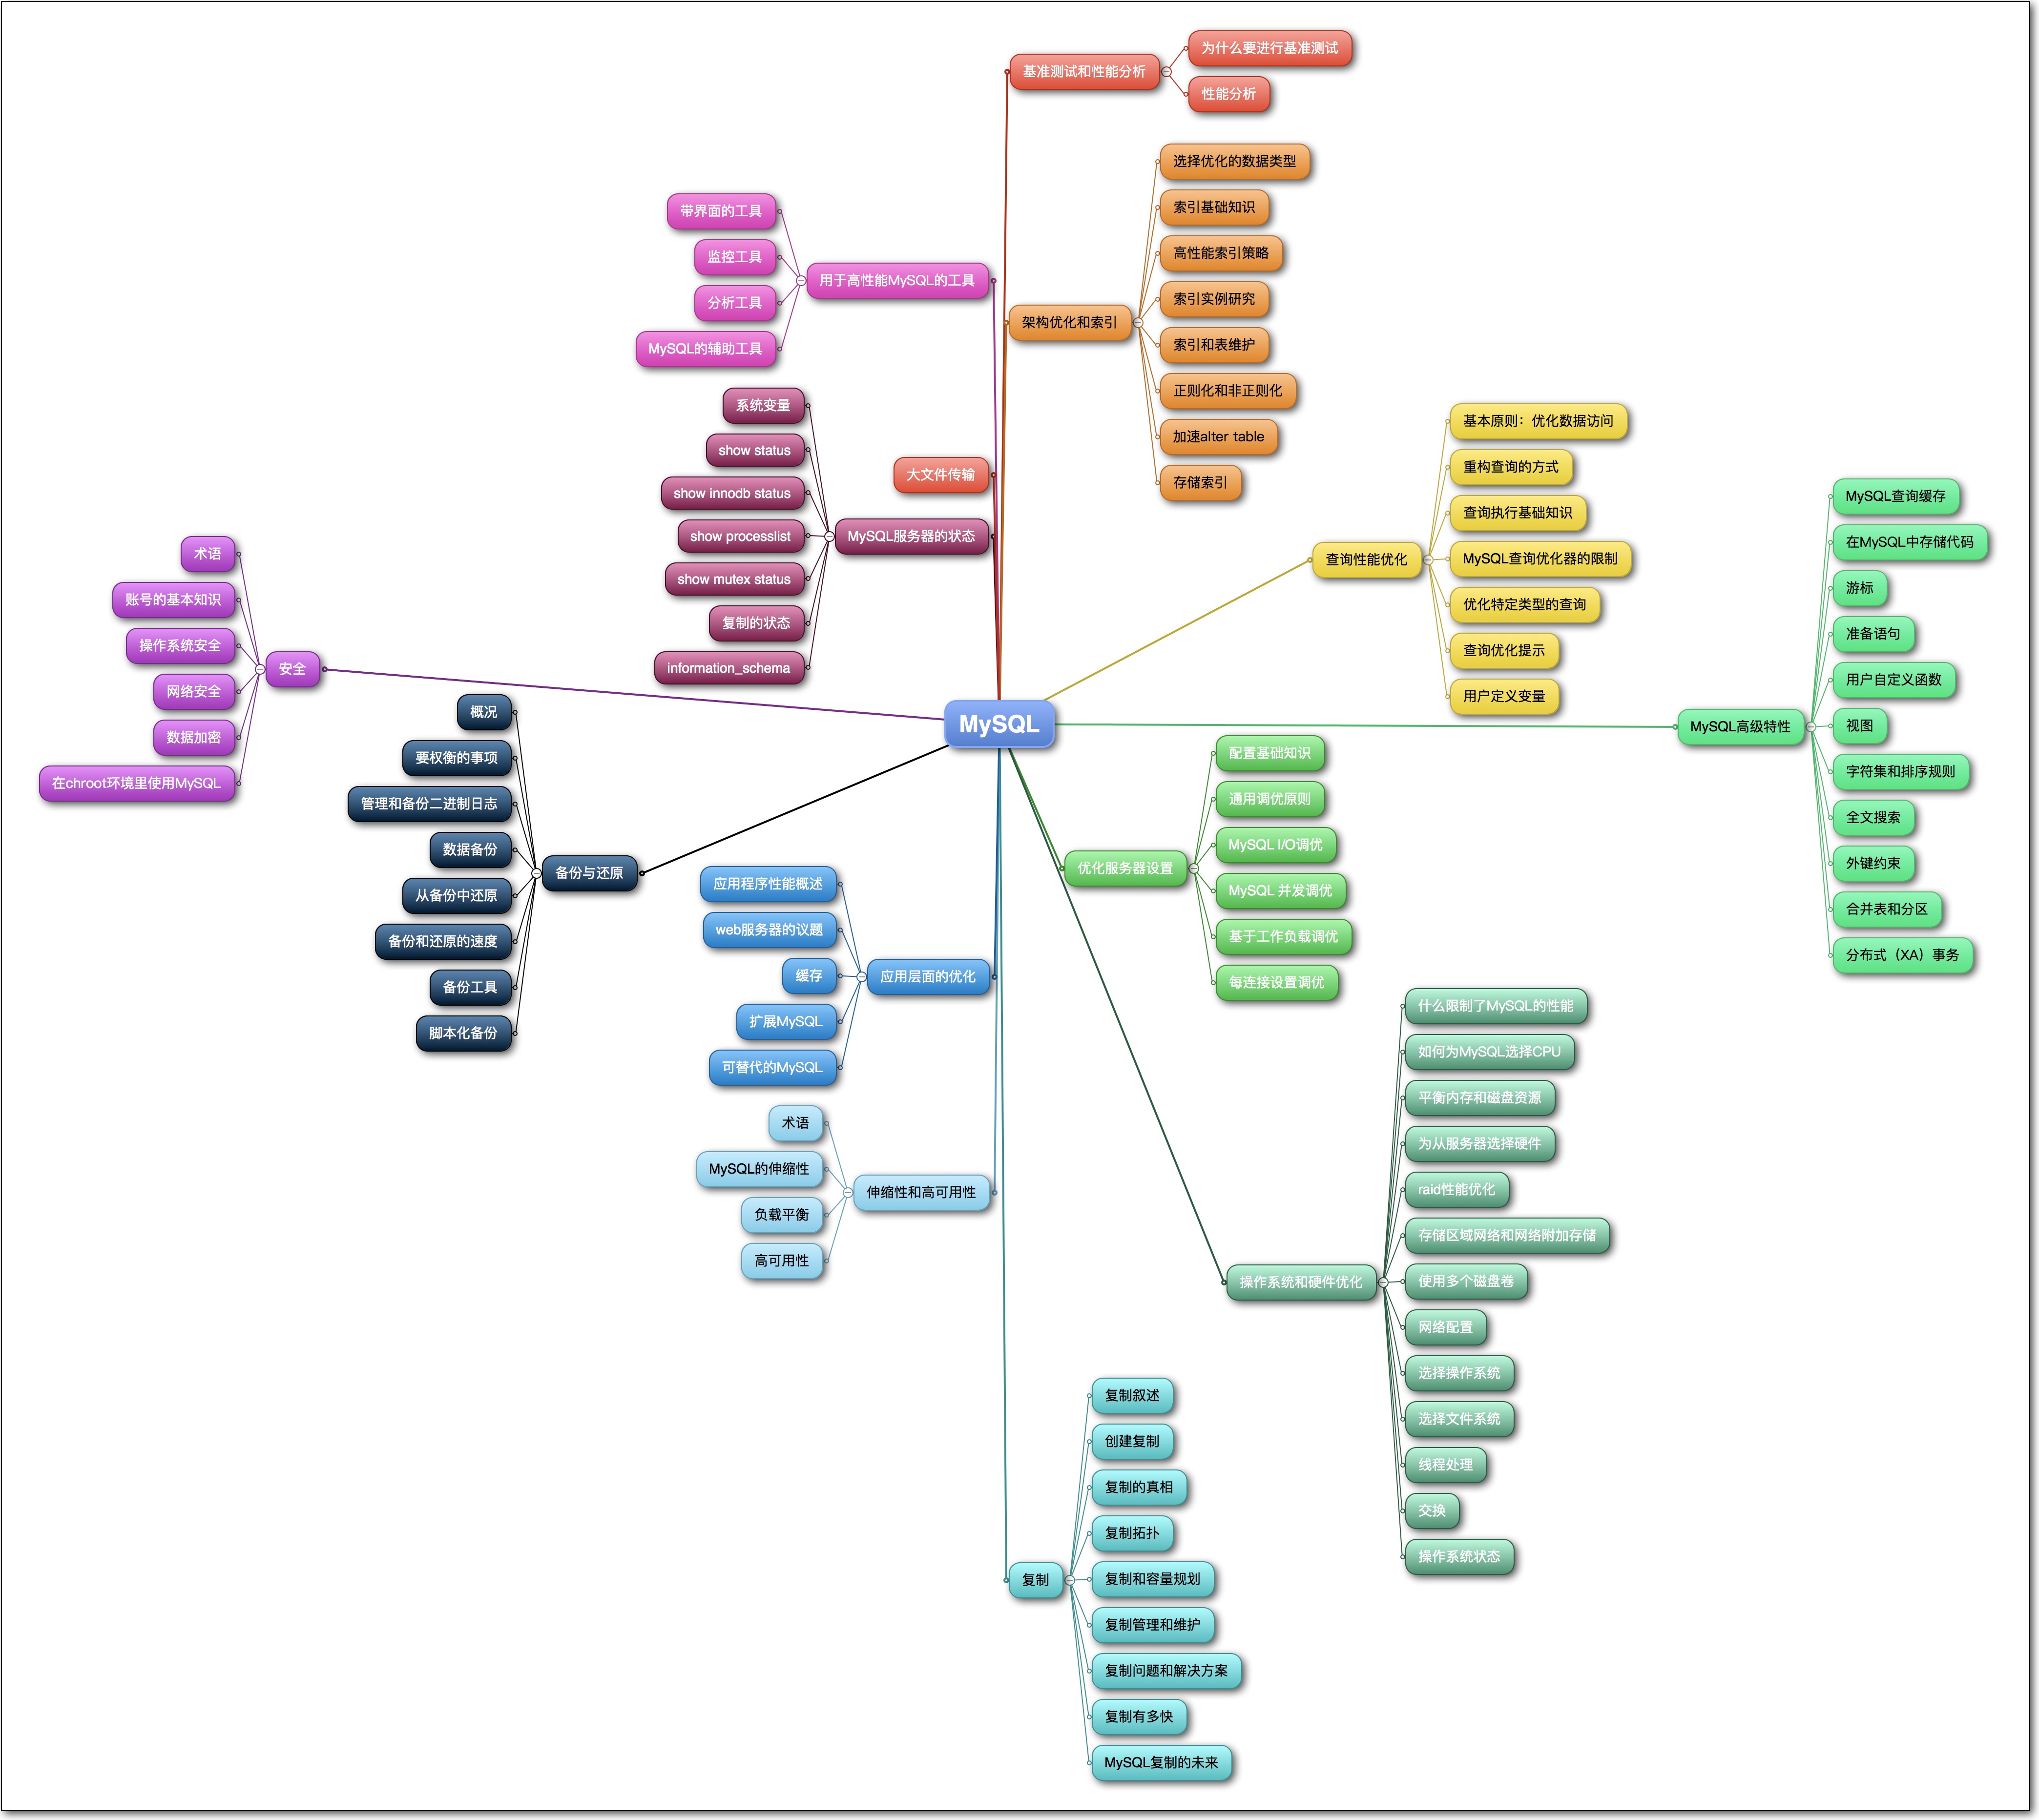 MySQL
基准测试和性能分析
为什么要进行基准测试
性能分析
架构优化和索引
选择优化的数据类型
索引基础知识
高性能索引策略
索引实例研究
索引和表维护
正则化和非正则化
加速alter table
存储索引
查询性能优化
基本原则：优化数据访问
重构查询的方式
查询执行基础知识
MySQL查询优化器的限制
优化特定类型的查询
查询优化提示
用户定义变量
MySQL高级特性
MySQL查询缓存
在MySQL中存储代码
游标
准备语句
用户自定义函数
视图
字符集和排序规则
全文搜索
外键约束
合并表和分区
分布式（XA）事务
优化服务器设置
配置基础知识
通用调优原则
MySQL I/O调优
MySQL 并发调优
基于工作负载调优
每连接设置调优
操作系统和硬件优化
什么限制了MySQL的性能
如何为MySQL选择CPU
平衡内存和磁盘资源
为从服务器选择硬件
raid性能优化
存储区域网络和网络附加存储
使用多个磁盘卷
网络配置
选择操作系统
选择文件系统
线程处理
交换
操作系统状态
复制
复制叙述
创建复制
复制的真相
复制拓扑
复制和容量规划
复制管理和维护
复制问题和解决方案
复制有多快
MySQL复制的未来
伸缩性和高可用性
术语
MySQL的伸缩性
负载平衡
高可用性
应用层面的优化
应用程序性能概述
web服务器的议题
缓存
扩展MySQL
可替代的MySQL
备份与还原
概况
要权衡的事项
管理和备份二进制日志
数据备份
从备份中还原
备份和还原的速度
备份工具
脚本化备份
安全
术语
账号的基本知识
操作系统安全
网络安全
数据加密
在chroot环境里使用MySQL
MySQL服务器的状态
系统变量
show status
show innodb status
show processlist
show mutex status
复制的状态
information_schema
大文件传输
用于高性能MySQL的工具
带界面的工具
监控工具
分析工具
MySQL的辅助工具